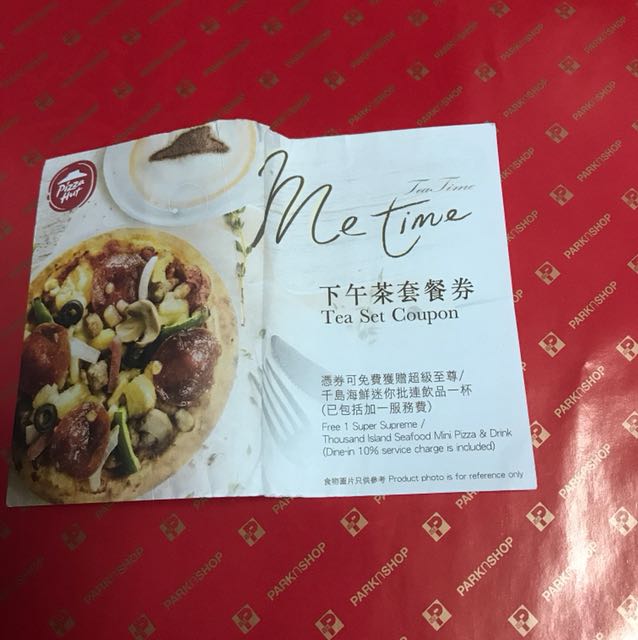 Pizza
Hut
Tea Time
Me time
下午茶套餐券
Tea Set Coupon
憑券可免費獲贈超級至尊/
千島海鮮迷你批連飲品一杯
(已包括加一服務費)
Free 1 Super Supreme /
Thousand Island Seafood Mini Pizza & Drink
(Dine-in 10% service charge is included)
食物圖片只供參考 Product photo is for reference only
PARKnSHOP